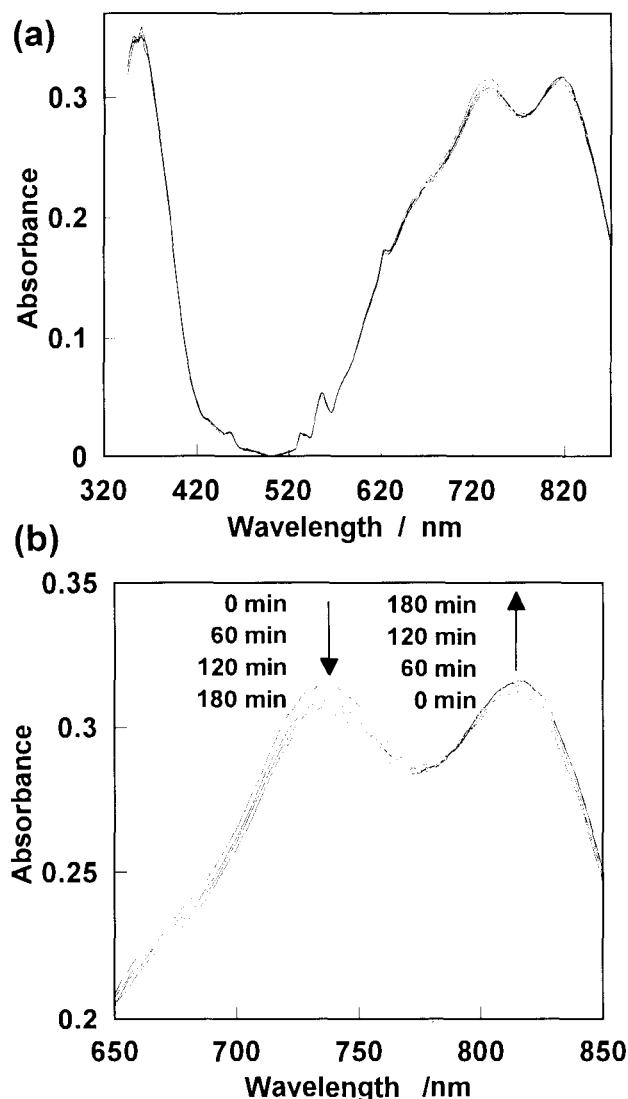 (a)
0.3
0.2
0.1
0
Absorbance
320 420 520 620 720 820
Wavelength / nm
(b)
0.35
0.3
0.25
0.2
Absorbance
0 min
60 min
120 min
180 min
180 min
120 min
60 min
0 min
650 700 750 800 850
Wavelength /nm